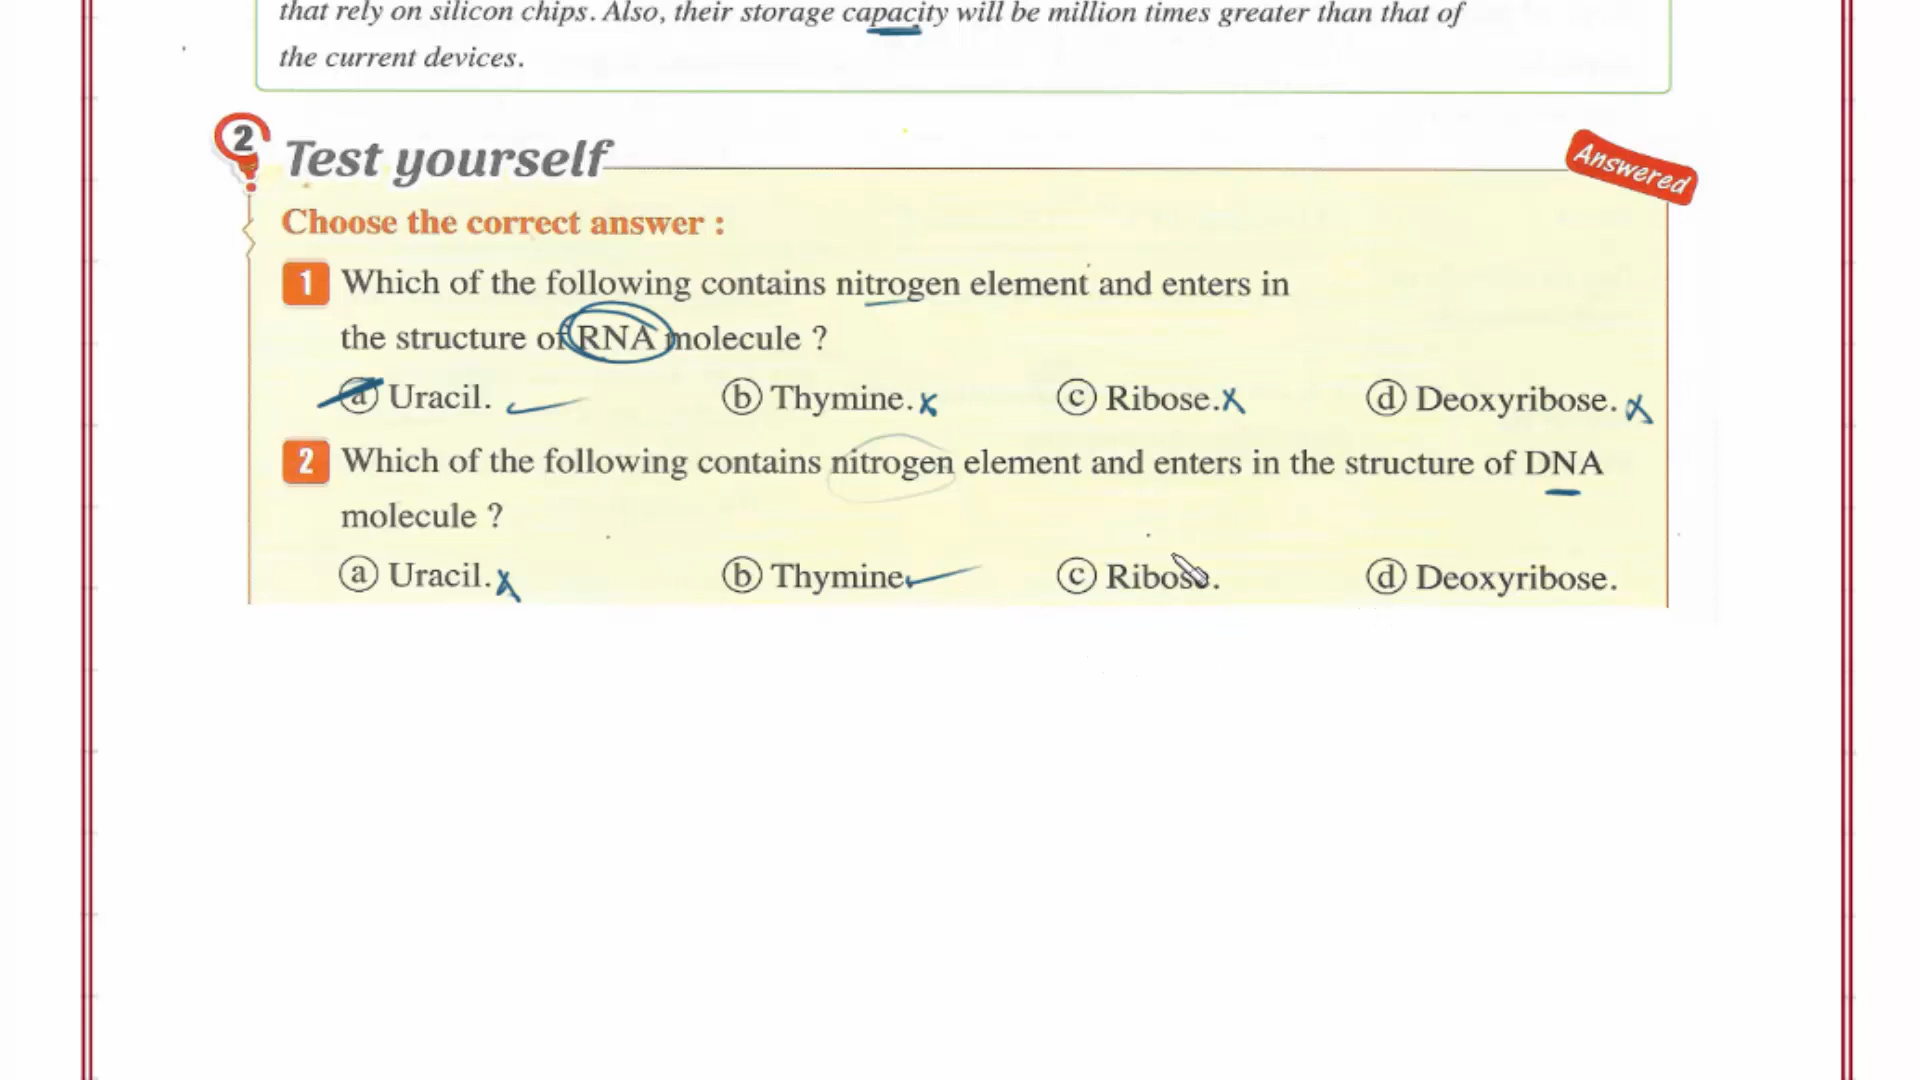 that rely on silicon chips. Also, their storage capacity will be million times greater than that of
the current devices.
2 Test yourself
Answered
Choose the correct answer :
1 Which of the following contains nitrogen element and enters in
the structure of RNA molecule ?
a Uracil. b Thymine. c Ribose. d Deoxyribose.
2 Which of the following contains nitrogen element and enters in the structure of DNA
molecule ?
a Uracil. b Thymine. c Ribose. d Deoxyribose.